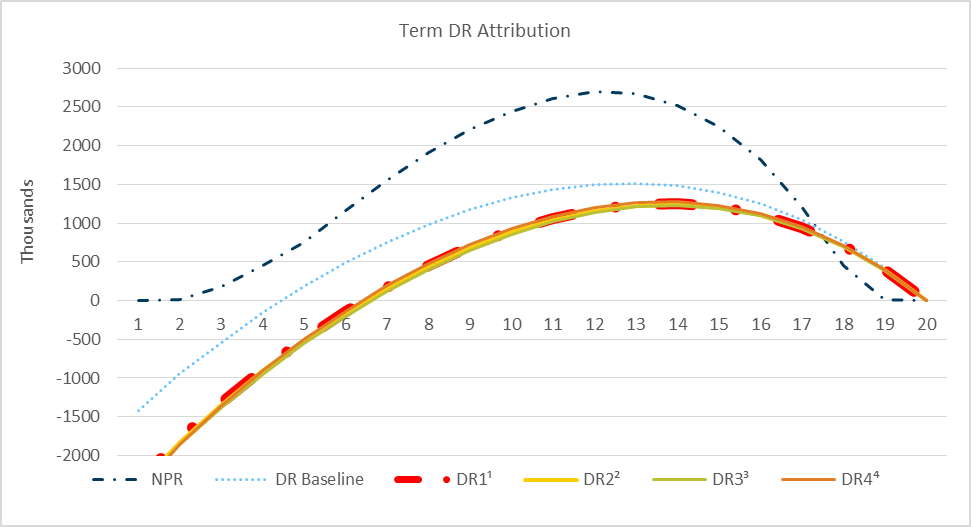 Term DR Attribution
Thousands
3000
2500
2000
1500
1000
500
0
-500
-1000
-1500
-2000
1 2 3 4 5 6 7 8 9 10 11 12 13 14 15 16 17 18 19 20
NPR DR Baseline DR1¹ DR2² DR3³ DR4⁴